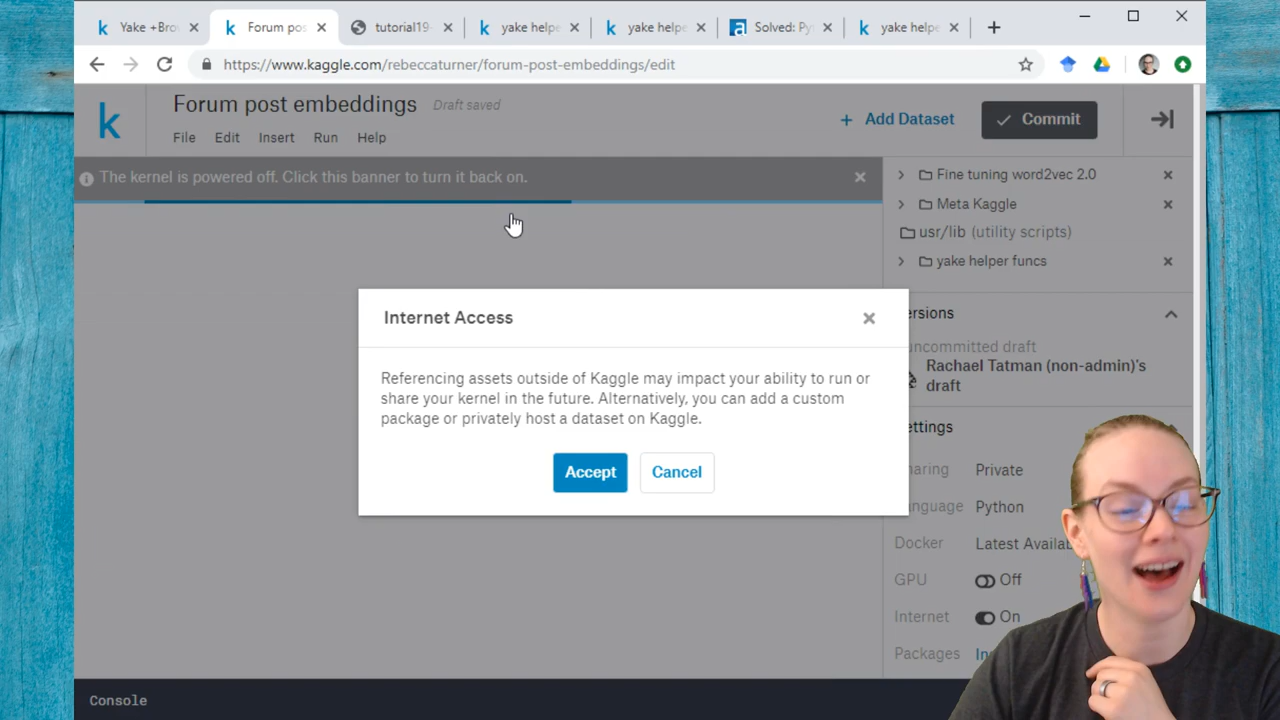 Yake +Bro
Forum pos
tutorial19-
yake helpe
yake helpe
Solved: Py
yake helpe
https://www.kaggle.com/rebeccaturner/forum-post-embeddings/edit
k
Forum post embeddings
Draft saved
File
Edit
Insert
Run
Help
+ Add Dataset
Commit
The kernel is powered off. Click this banner to turn it back on.
Fine tuning word2vec 2.0
Meta Kaggle
usr/lib (utility scripts)
yake helper funcs
ersions
uncommitted draft
Rachael Tatman (non-admin)'s
draft
Internet Access
Referencing assets outside of Kaggle may impact your ability to run or
share your kernel in the future. Alternatively, you can add a custom
package or privately host a dataset on Kaggle.
Accept
Cancel
ettings
haring Private
nguage Python
Docker Latest Availa
GPU Off
Internet On
Packages In
Console